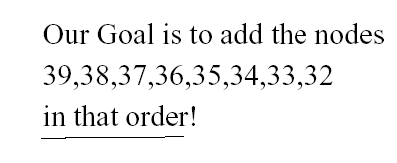 Our Goal is to add the nodes
39,38,37,36,35,34,33,32
in that order!